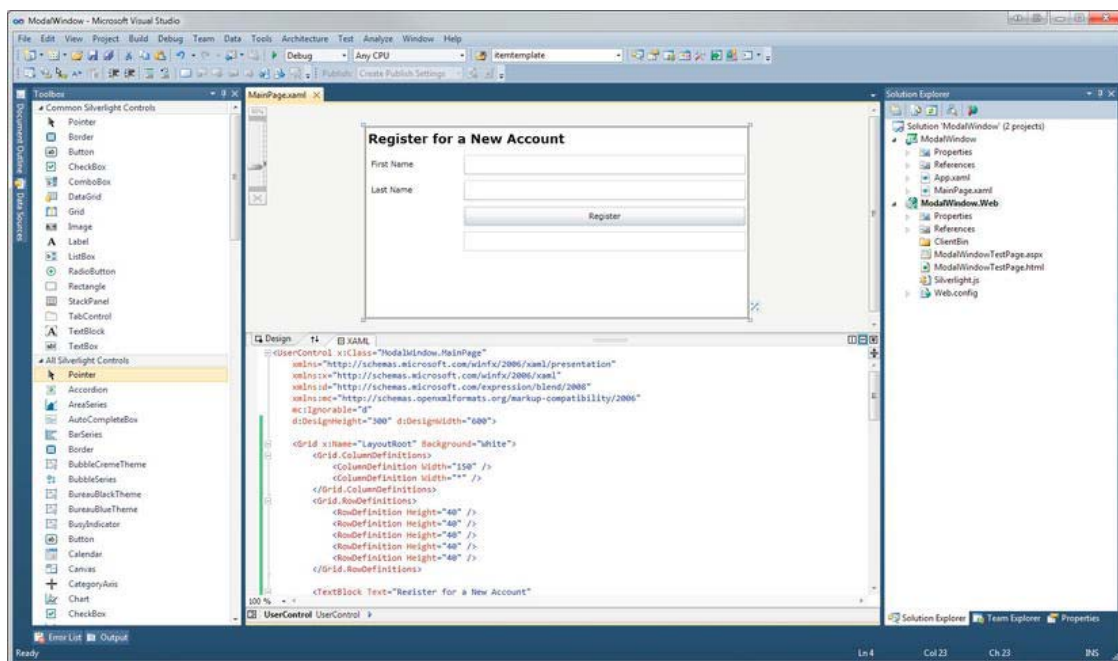 ModalWindow - Microsoft Visual Studio
File Edit View Project Build Debug Team Data Tools Architecture Test Analyze Window Help
Debug Any CPU itemtemplate
Publish: Create Publish Settings
Document Outline
Data Sources
Toolbox
Common Silverlight Controls
Pointer
Border
Button
CheckBox
ComboBox
DataGrid
Grid
Image
Label
ListBox
RadioButton
Rectangle
StackPanel
TabControl
TextBlock
TextBox
All Silverlight Controls
Pointer
Accordion
AreaSeries
AutoCompleteBox
BarSeries
Border
BubbleCremeTheme
BubbleSeries
BureauBlackTheme
BureauBlueTheme
BusyIndicator
Button
Calendar
Canvas
CategoryAxis
Chart
CheckBox
MainPage.xaml
Register for a New Account
First Name
Last Name
Register
Design XAML
<UserControl x:Class="ModalWindow.MainPage"
xmlns="http://schemas.microsoft.com/winfx/2006/xaml/presentation"
xmlns:x="http://schemas.microsoft.com/winfx/2006/xaml"
xmlns:d="http://schemas.microsoft.com/expression/blend/2008"
xmlns:mc="http://schemas.openxmlformats.org/markup-compatibility/2006"
mc:Ignorable="d"
d:DesignHeight="300" d:DesignWidth="600">
<Grid x:Name="LayoutRoot" Background="White">
<Grid.ColumnDefinitions>
<ColumnDefinition Width="150" />
<ColumnDefinition Width="*" />
</Grid.ColumnDefinitions>
<Grid.RowDefinitions>
<RowDefinition Height="40" />
<RowDefinition Height="40" />
<RowDefinition Height="40" />
<RowDefinition Height="40" />
<RowDefinition Height="40" />
</Grid.RowDefinitions>
<TextBlock Text="Register for a New Account"
100 %
UserControl UserControl
Solution Explorer
Solution 'ModalWindow' (2 projects)
ModalWindow
Properties
References
App.xaml
MainPage.xaml
ModalWindow.Web
Properties
References
ClientBin
ModalWindowTestPage.aspx
ModalWindowTestPage.html
Silverlight.js
Web.config
Solution Explorer Team Explorer Properties
Error List Output
Ready Ln 4 Col 23 Ch 23 INS